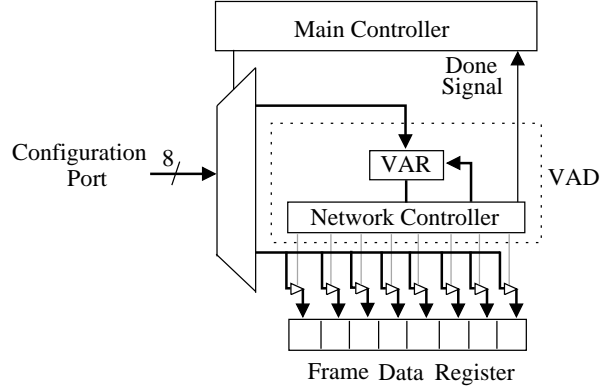 Main Controller
Done
Signal
Configuration
Port
8
VAR
VAD
Network Controller
Frame Data Register